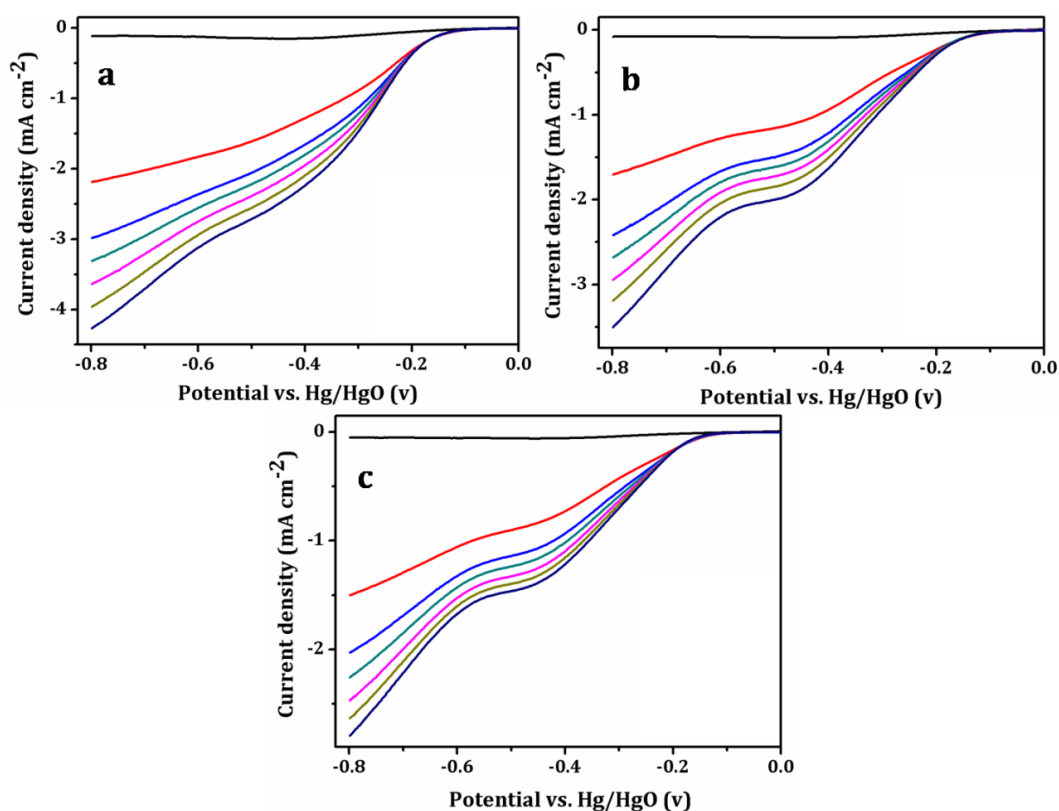 a
Current density (mA cm⁻²)
0
-1
-2
-3
-4
-0.8 -0.6 -0.4 -0.2 0.0
Potential vs. Hg/HgO (v)
b
Current density (mA cm⁻²)
0
-1
-2
-3
-0.8 -0.6 -0.4 -0.2 0.0
Potential vs. Hg/HgO (v)
c
Current density (mA cm⁻²)
0
-1
-2
-0.8 -0.6 -0.4 -0.2 0.0
Potential vs. Hg/HgO (v)